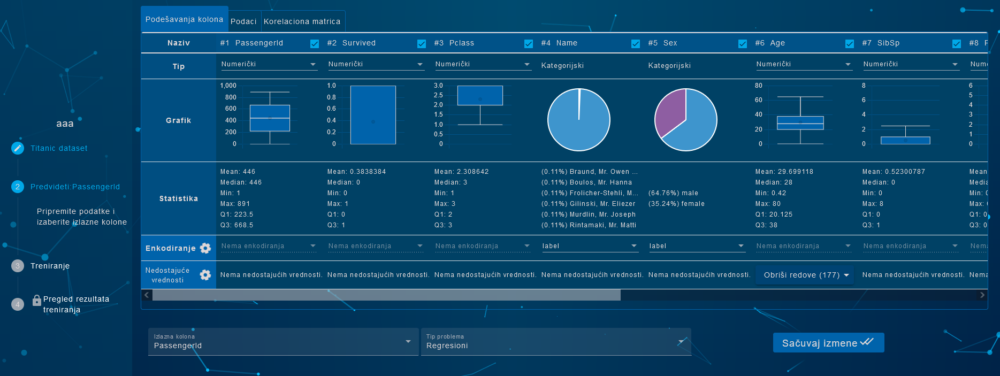 aaa
Titanic dataset
2 Predvideti:PassengerId
Pripremite podatke i
izaberite izlazne kolone
3 Treniranje
4 Pregled rezultata
treniranja
Podešavanja kolona Podaci Korelaciona matrica
Naziv #1 PassengerId #2 Survived #3 Pclass #4 Name #5 Sex #6 Age #7 SibSp #8
Tip Numerički Numerički Numerički Kategorijski Kategorijski Numerički Numerički
Grafik
1,000
800
600
400
200
0
1.0
0.8
0.6
0.4
0.2
0
3.0
2.5
2.0
1.5
1.0
0.5
0
80
60
40
20
0
8
6
4
2
0
6
5
4
3
2
1
0
Statistika
Mean: 446
Median: 446
Min: 1
Max: 891
Q1: 223.5
Q3: 668.5
Mean: 0.3838384
Median: 0
Min: 0
Max: 1
Q1: 0
Q3: 1
Mean: 2.308642
Median: 3
Min: 1
Max: 3
Q1: 2
Q3: 3
(0.11%) Braund, Mr. Owen ...
(0.11%) Boulos, Mr. Hanna
(0.11%) Frolicher-Stehli, M...
(0.11%) Gilinski, Mr. Eliezer
(0.11%) Murdlin, Mr. Joseph
(0.11%) Rintamaki, Mr. Matti
(64.76%) male
(35.24%) female
Mean: 29.699118
Median: 28
Min: 0.42
Max: 80
Q1: 20.125
Q3: 38
Mean: 0.52300787
Median: 0
Min: 0
Max: 8
Q1: 0
Q3: 1
Mean
Media
Min:
Max:
Q1: 0
Q3: 0
Enkodiranje Nema enkodiranja Nema enkodiranja Nema enkodiranja label label Nema enkodiranja Nema enkodiranja Nema
Nedostajuće
vrednosti
Nema nedostajućih vrednosti. Nema nedostajućih vrednosti. Nema nedostajućih vrednosti. Nema nedostajućih vrednosti. Nema nedostajućih vrednosti. Obriši redove (177) Nema nedostajućih vrednosti. Nema
Izlazna kolona
PassengerId
Tip problema
Regresioni
Sačuvaj izmene